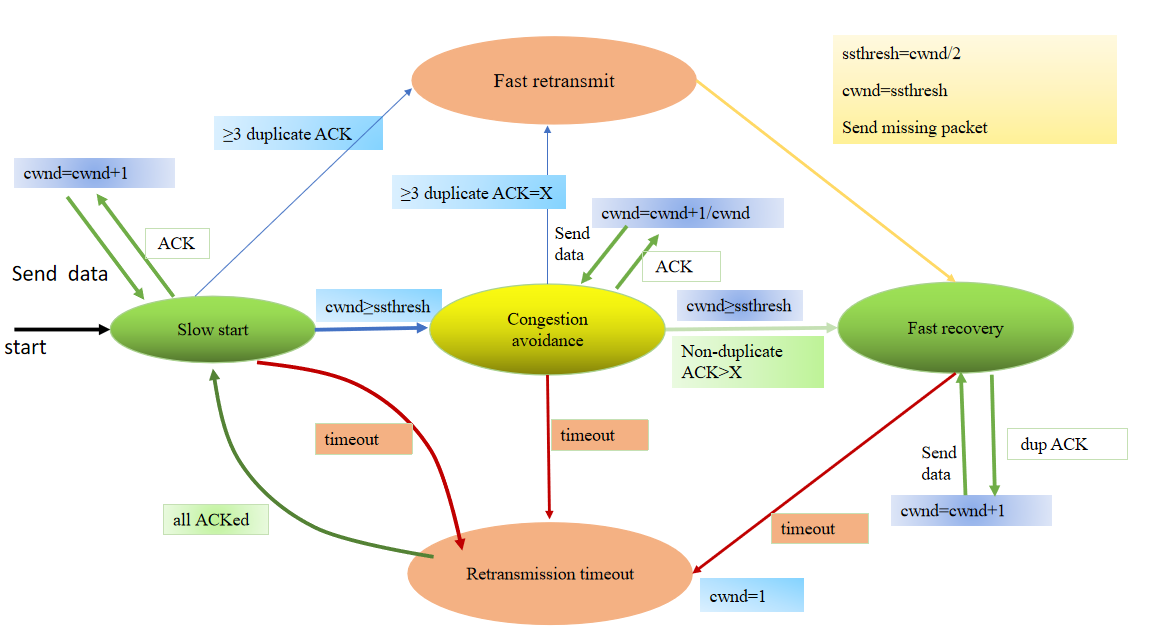 Fast retransmit
ssthresh=cwnd/2
cwnd=ssthresh
Send missing packet
≥3 duplicate ACK
cwnd=cwnd+1
≥3 duplicate ACK=X
cwnd=cwnd+1/cwnd
ACK
Send
data
ACK
Send data
cwnd≥ssthresh
cwnd≥ssthresh
start
Slow start
Congestion
avoidance
Fast recovery
Non-duplicate
ACK>X
timeout
timeout
dup ACK
Send
data
all ACKed
cwnd=cwnd+1
timeout
Retransmission timeout
cwnd=1